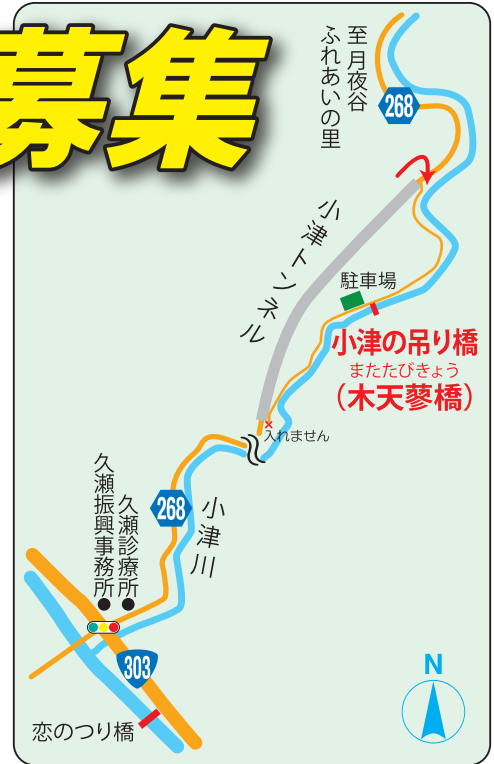 募集
至 月夜谷
ふれあいの里
268
小津トンネル
駐車場
小津の吊り橋
またたびきょう
（木天蓼橋）
×
入れません
268
小津川
久瀬診療所
久瀬振興事務所
303
恋のつり橋
N